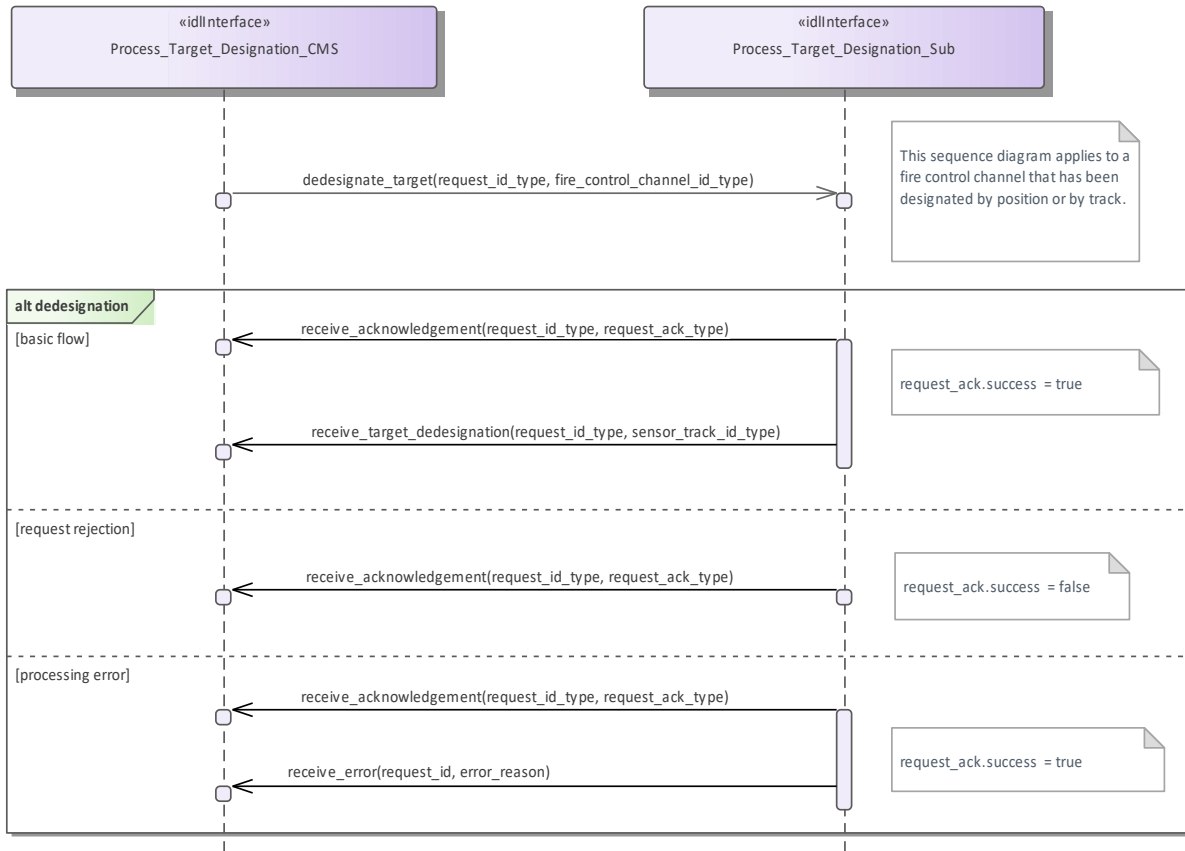 «idlInterface»
Process_Target_Designation_CMS
«idlInterface»
Process_Target_Designation_Sub
This sequence diagram applies to a
fire control channel that has been
designated by position or by track.
dedesignate_target(request_id_type, fire_control_channel_id_type)
alt dedesignation
[basic flow]
receive_acknowledgement(request_id_type, request_ack_type)
request_ack.success = true
receive_target_dedesignation(request_id_type, sensor_track_id_type)
[request rejection]
receive_acknowledgement(request_id_type, request_ack_type)
request_ack.success = false
[processing error]
receive_acknowledgement(request_id_type, request_ack_type)
request_ack.success = true
receive_error(request_id, error_reason)